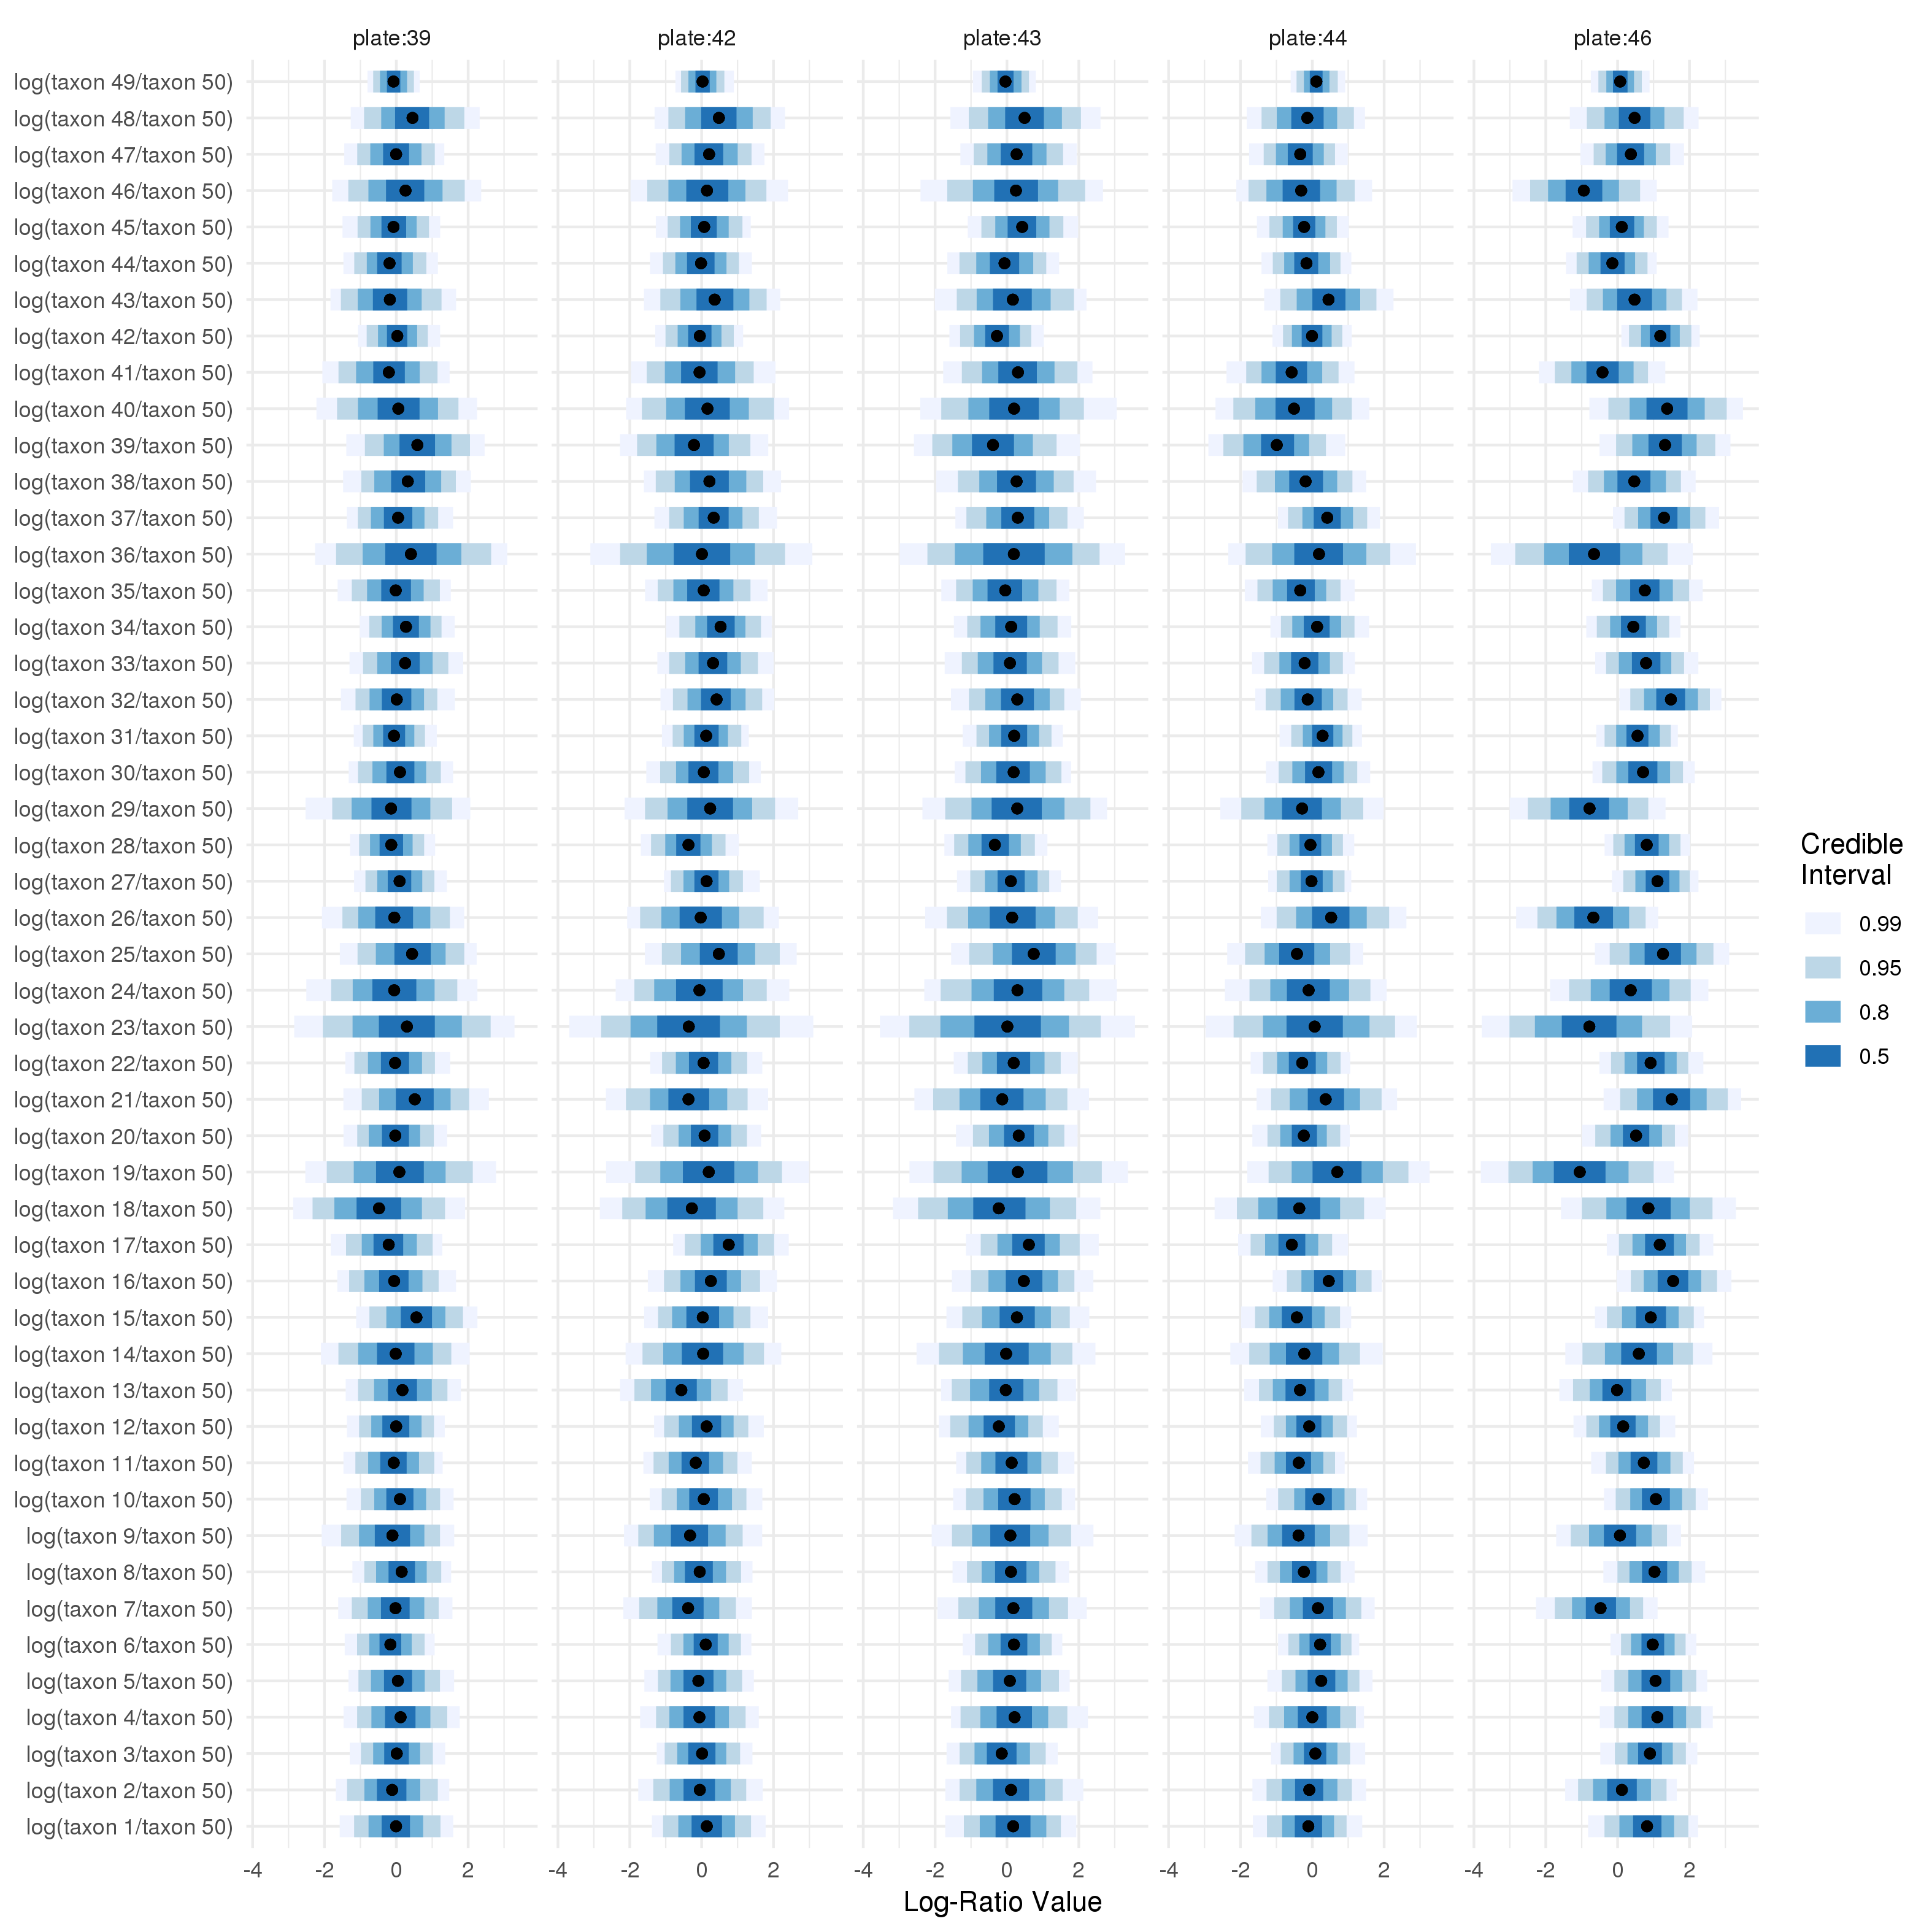 plate:39 plate:42 plate:43 plate:44 plate:46
log(taxon 49/taxon 50)
log(taxon 48/taxon 50)
log(taxon 47/taxon 50)
log(taxon 46/taxon 50)
log(taxon 45/taxon 50)
log(taxon 44/taxon 50)
log(taxon 43/taxon 50)
log(taxon 42/taxon 50)
log(taxon 41/taxon 50)
log(taxon 40/taxon 50)
log(taxon 39/taxon 50)
log(taxon 38/taxon 50)
log(taxon 37/taxon 50)
log(taxon 36/taxon 50)
log(taxon 35/taxon 50)
log(taxon 34/taxon 50)
log(taxon 33/taxon 50)
log(taxon 32/taxon 50)
log(taxon 31/taxon 50)
log(taxon 30/taxon 50)
log(taxon 29/taxon 50)
log(taxon 28/taxon 50)
log(taxon 27/taxon 50)
log(taxon 26/taxon 50)
log(taxon 25/taxon 50)
log(taxon 24/taxon 50)
log(taxon 23/taxon 50)
log(taxon 22/taxon 50)
log(taxon 21/taxon 50)
log(taxon 20/taxon 50)
log(taxon 19/taxon 50)
log(taxon 18/taxon 50)
log(taxon 17/taxon 50)
log(taxon 16/taxon 50)
log(taxon 15/taxon 50)
log(taxon 14/taxon 50)
log(taxon 13/taxon 50)
log(taxon 12/taxon 50)
log(taxon 11/taxon 50)
log(taxon 10/taxon 50)
log(taxon 9/taxon 50)
log(taxon 8/taxon 50)
log(taxon 7/taxon 50)
log(taxon 6/taxon 50)
log(taxon 5/taxon 50)
log(taxon 4/taxon 50)
log(taxon 3/taxon 50)
log(taxon 2/taxon 50)
log(taxon 1/taxon 50)
-4 -2 0 2 -4 -2 0 2 -4 -2 0 2 -4 -2 0 2 -4 -2 0 2
Log-Ratio Value
Credible
Interval
0.99
0.95
0.8
0.5